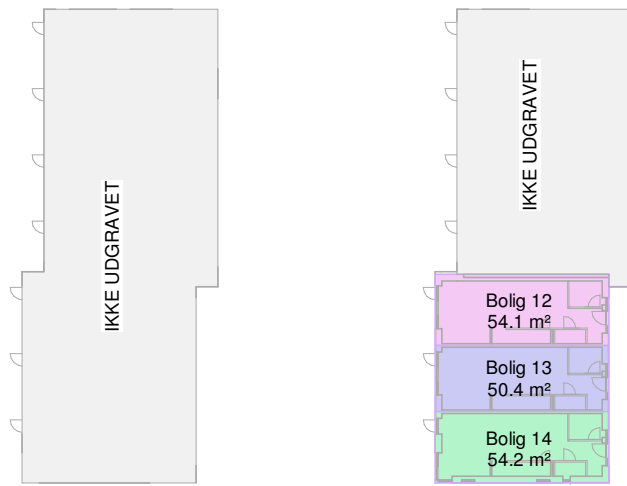 IKKE UDGRAVET
IKKE UDGRAVET
Bolig 12
54.1 m²
Bolig 13
50.4 m²
Bolig 14
54.2 m²